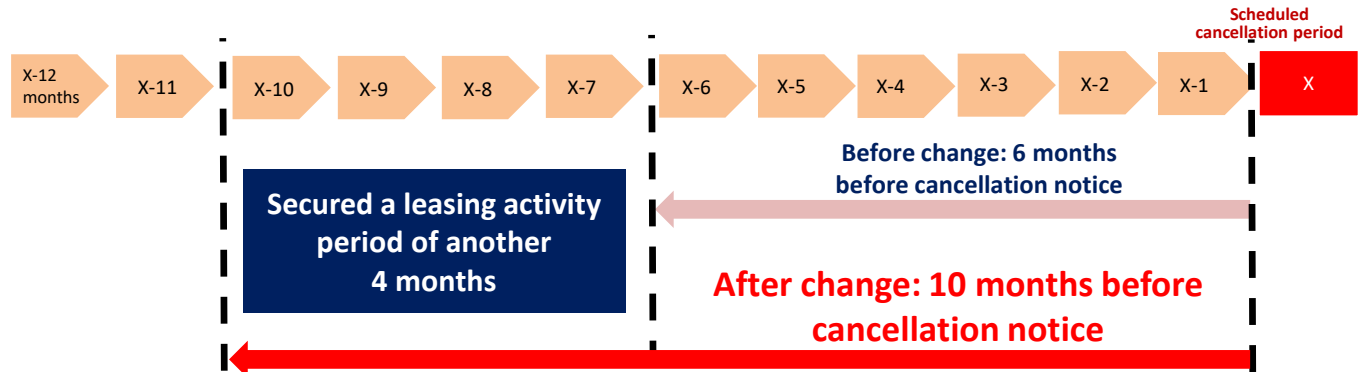 Scheduled
cancellation period
X-12
months
X-11
X-10
X-9
X-8
X-7
X-6
X-5
X-4
X-3
X-2
X-1
X
Before change: 6 months
before cancellation notice
Secured a leasing activity
period of another
4 months
After change: 10 months before
cancellation notice